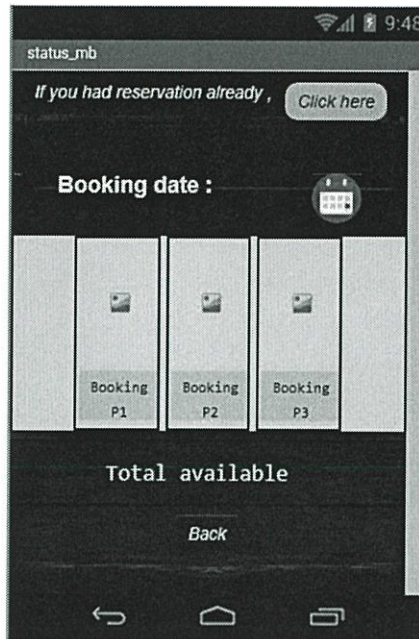 9:48
status_mb
If you had reservation already , Click here
Booking date :
Booking Booking Booking
P1 P2 P3
Total available
Back